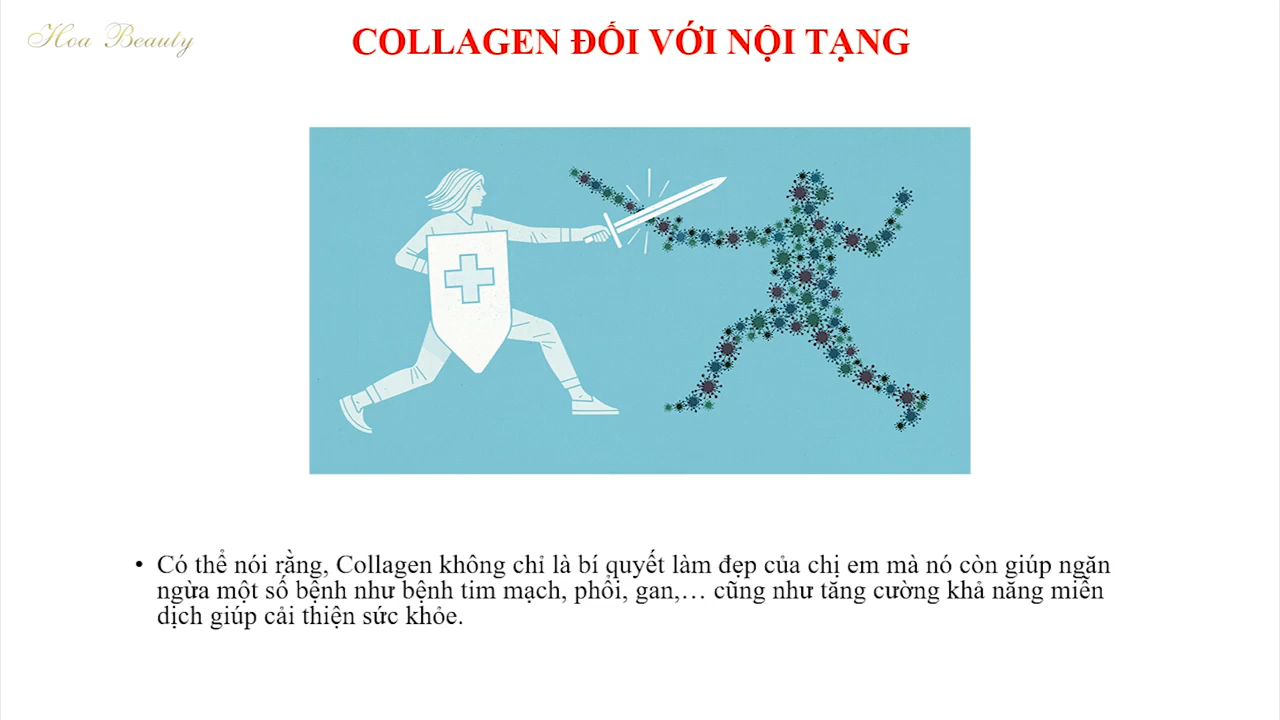 Hoa Beauty
COLLAGEN ĐỐI VỚI NỘI TẠNG
• Có thể nói rằng, Collagen không chỉ là bí quyết làm đẹp của chị em mà nó còn giúp ngăn
ngừa một số bệnh như bệnh tim mạch, phổi, gan,… cũng như tăng cường khả năng miễn
dịch giúp cải thiện sức khỏe.